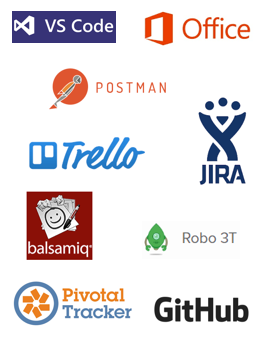 VS Code
Office
POSTMAN
Trello
JIRA
balsamiq®
Robo 3T
Pivotal
Tracker
GitHub